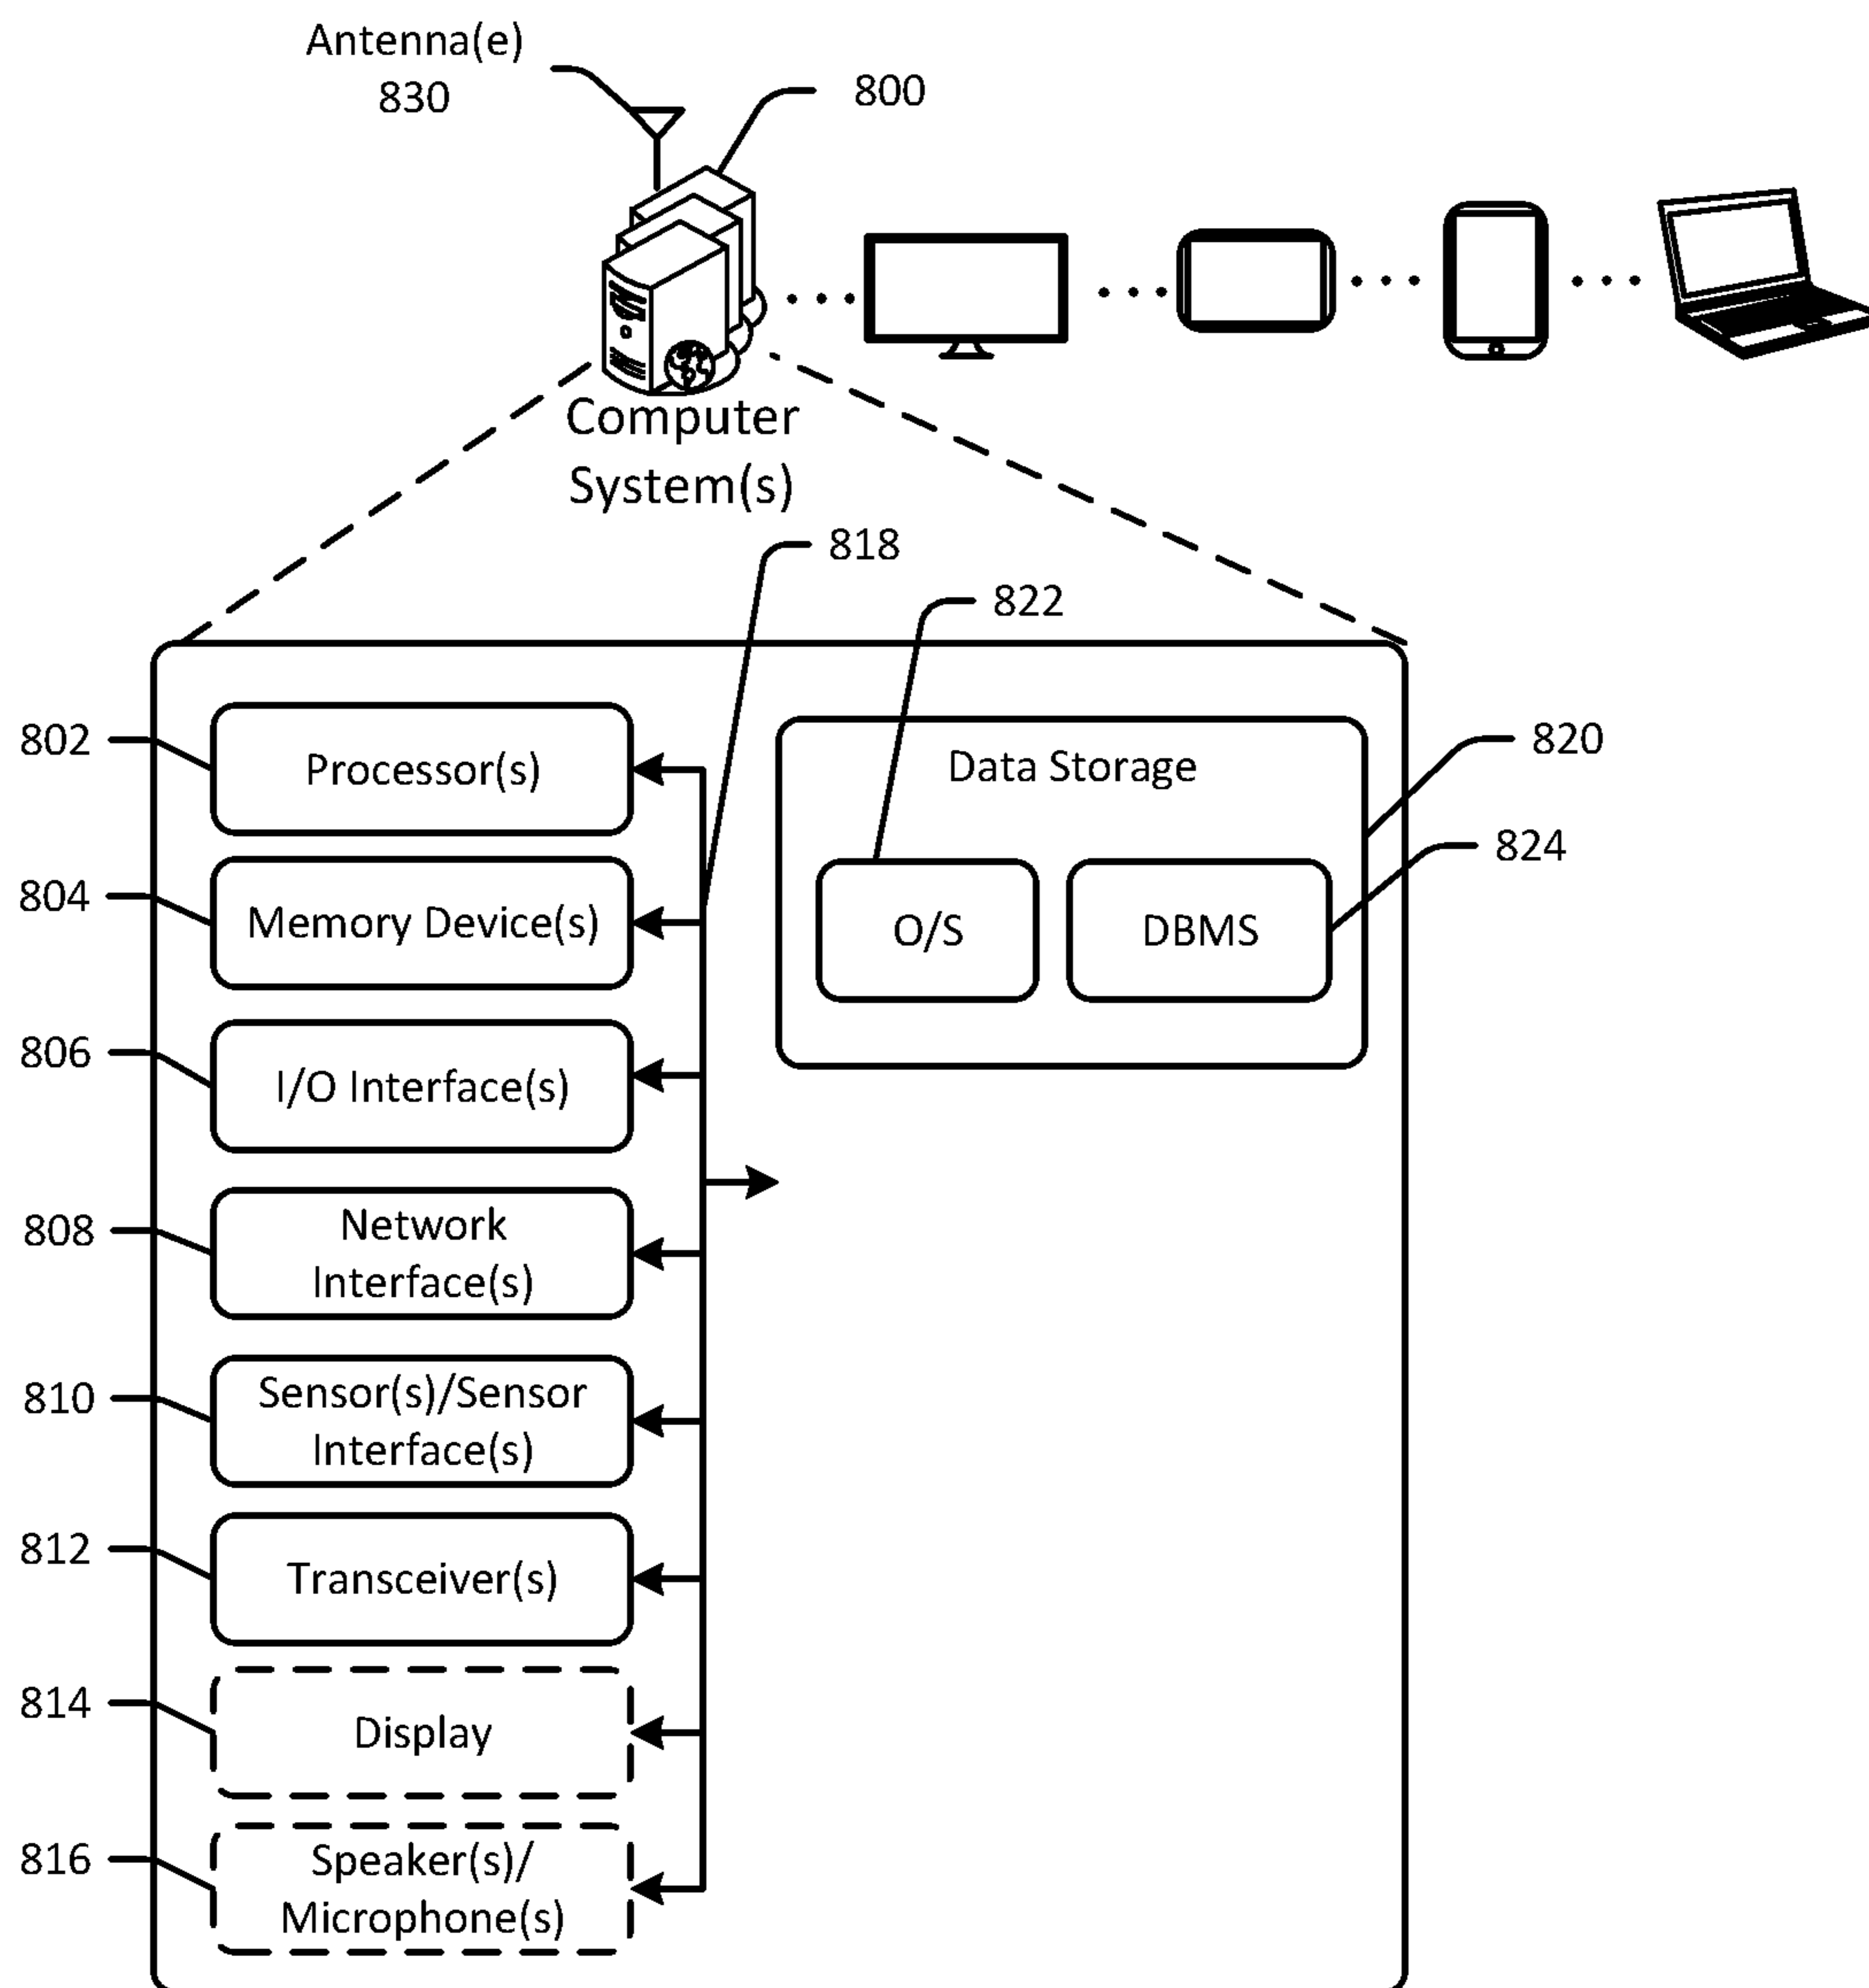 Antenna(e)
830
800
Computer
System(s)
818
822
802
Processor(s)
Data Storage
820
804
Memory Device(s)
O/S
DBMS
824
806
I/O Interface(s)
808
Network
Interface(s)
810
Sensor(s)/Sensor
Interface(s)
812
Transceiver(s)
814
Display
816
Speaker(s)/
Microphone(s)